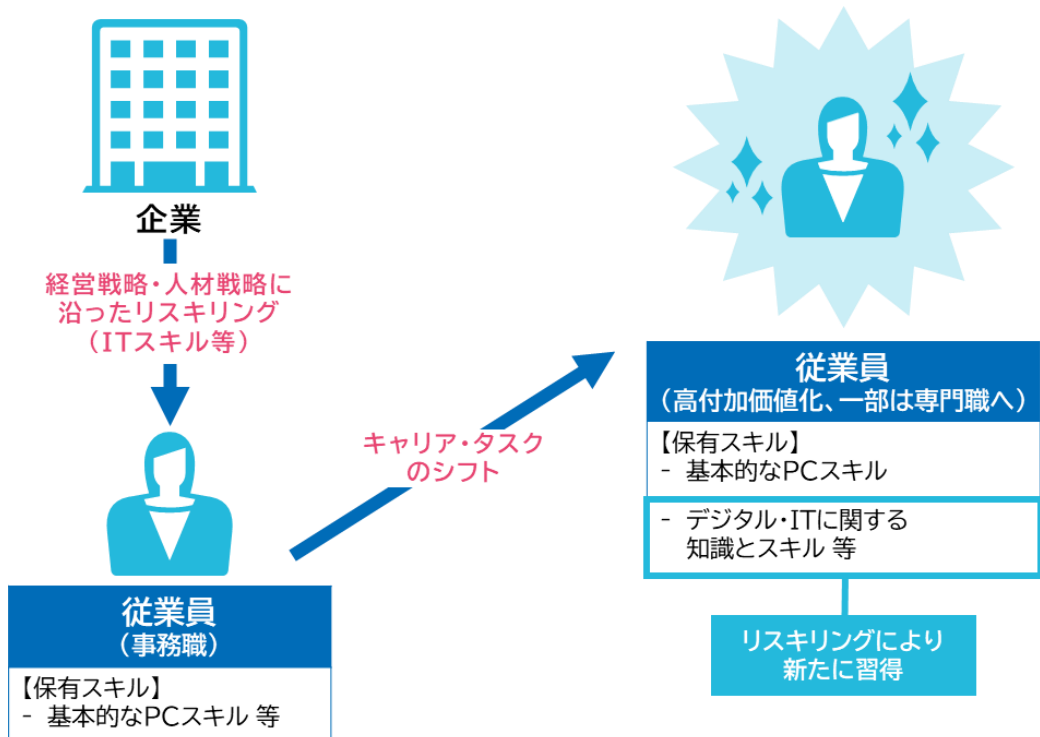 企業
経営戦略・人材戦略に
沿ったリスキリング
（ITスキル等）
従業員
（事務職）
【保有スキル】
- 基本的なPCスキル 等
キャリア・タスク
のシフト
従業員
（高付加価値化、一部は専門職へ）
【保有スキル】
- 基本的なPCスキル
- デジタル・ITに関する
知識とスキル 等
リスキリングにより
新たに習得